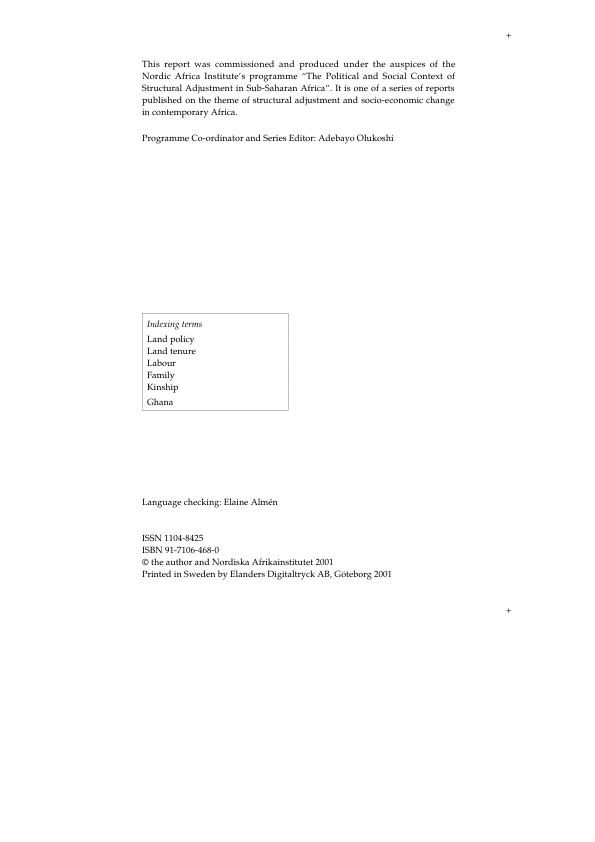 +
This report was commissioned and produced under the auspices of the
Nordic Africa Institute’s programme “The Political and Social Context of
Structural Adjustment in Sub-Saharan Africa”. It is one of a series of reports
published on the theme of structural adjustment and socio-economic change
in contemporary Africa.
Programme Co-ordinator and Series Editor: Adebayo Olukoshi
Indexing terms
Land policy
Land tenure
Labour
Family
Kinship
Ghana
Language checking: Elaine Almén
ISSN 1104-8425
ISBN 91-7106-468-0
© the author and Nordiska Afrikainstitutet 2001
Printed in Sweden by Elanders Digitaltryck AB, Göteborg 2001
+